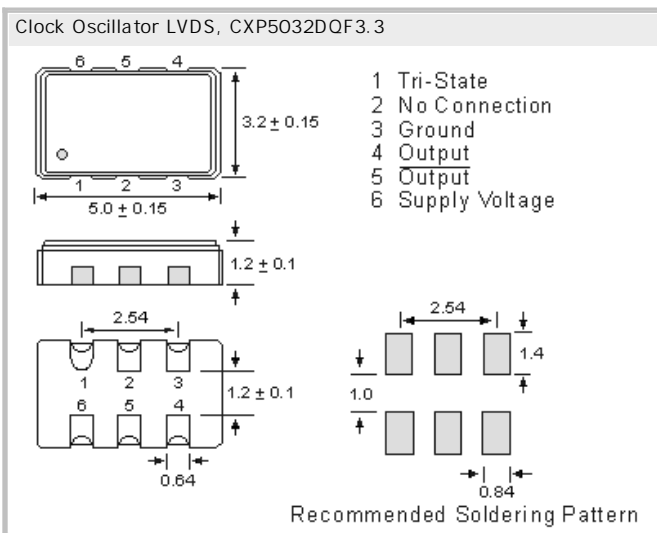 Clock Oscillator LVDS, CXP5032DQF3.3
6 5 4
1 Tri-State
2 No Connection
3 Ground
4 Output
5 O̅u̅t̅p̅u̅t̅
6 Supply Voltage
3.2 ± 0.15
1 2 3
5.0 ± 0.15
1.2 ± 0.1
2.54
1 2 3
6 5 4
1.2 ± 0.1
0.64
2.54
1.4
1.0
0.84
Recommended Soldering Pattern